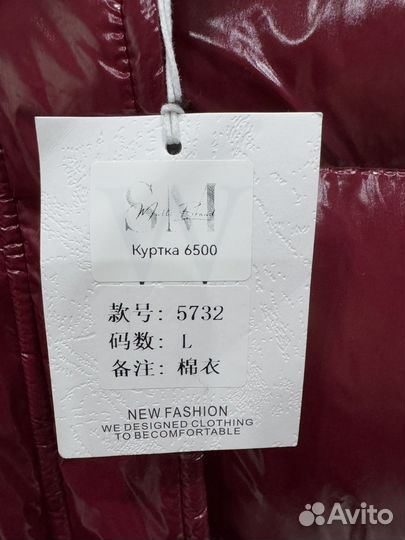 SMI
Куртка 6500
款号: 5732
码数: L
备注: 棉衣
NEW FASHION
WE DESIGNED CLOTHING
TO BECOMFORTABLE
Avito